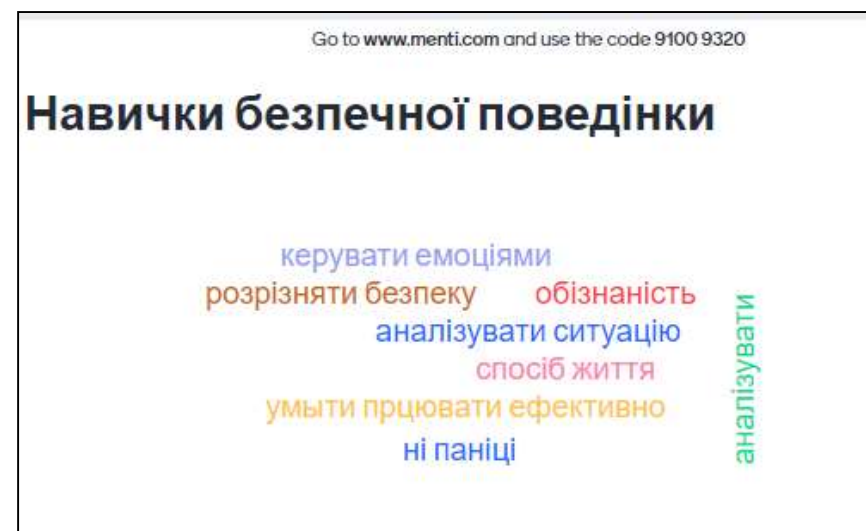 Go to www.menti.com and use the code 9100 9320
Навички безпечної поведінки
керувати емоціями
розрізняти безпеку обізнаність
аналізувати ситуацію
спосіб життя
умыти прцювати ефективно
ні паніці
аналізувати